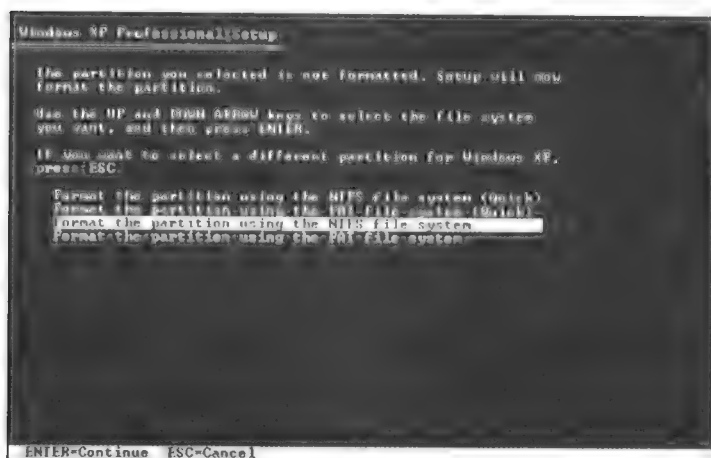 Windows XP Professional Setup
The partition you selected is not formatted. Setup will now
format the partition.
Use the UP and DOWN ARROW keys to select the file system
you want, and then press ENTER.
If you want to select a different partition for Windows XP,
press ESC.
Format the partition using the NTFS file system (Quick)
Format the partition using the FAT file system (Quick)
Format the partition using the NTFS file system
Format the partition using the FAT file system
ENTER=Continue ESC=Cancel